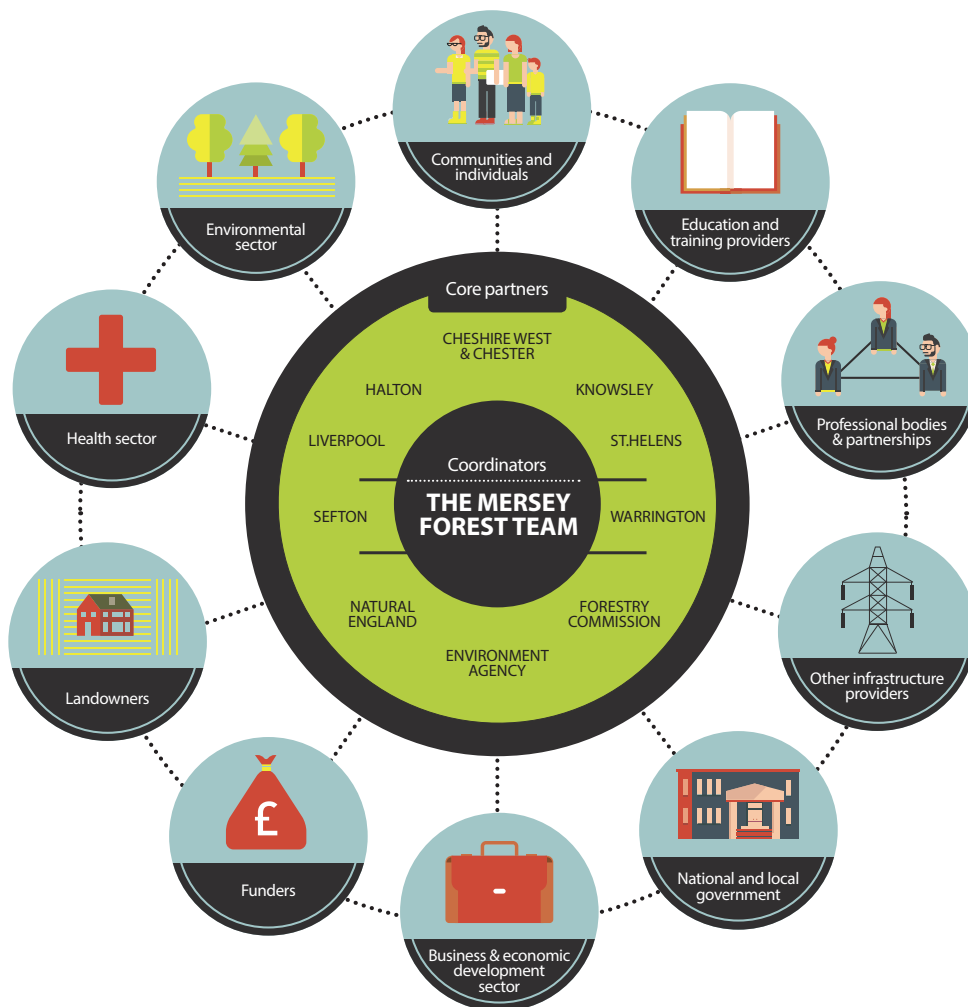 Communities and
individuals
Education and
training providers
Professional bodies
& partnerships
Other infrastructure
providers
National and local
government
Business & economic
development
sector
£
Funders
Landowners
Health sector
Environmental
sector
Core partners
CHESHIRE WEST
& CHESTER
HALTON
KNOWSLEY
LIVERPOOL
ST.HELENS
SEFTON
WARRINGTON
NATURAL
ENGLAND
FORESTRY
COMMISSION
ENVIRONMENT
AGENCY
Coordinators
THE MERSEY
FOREST TEAM